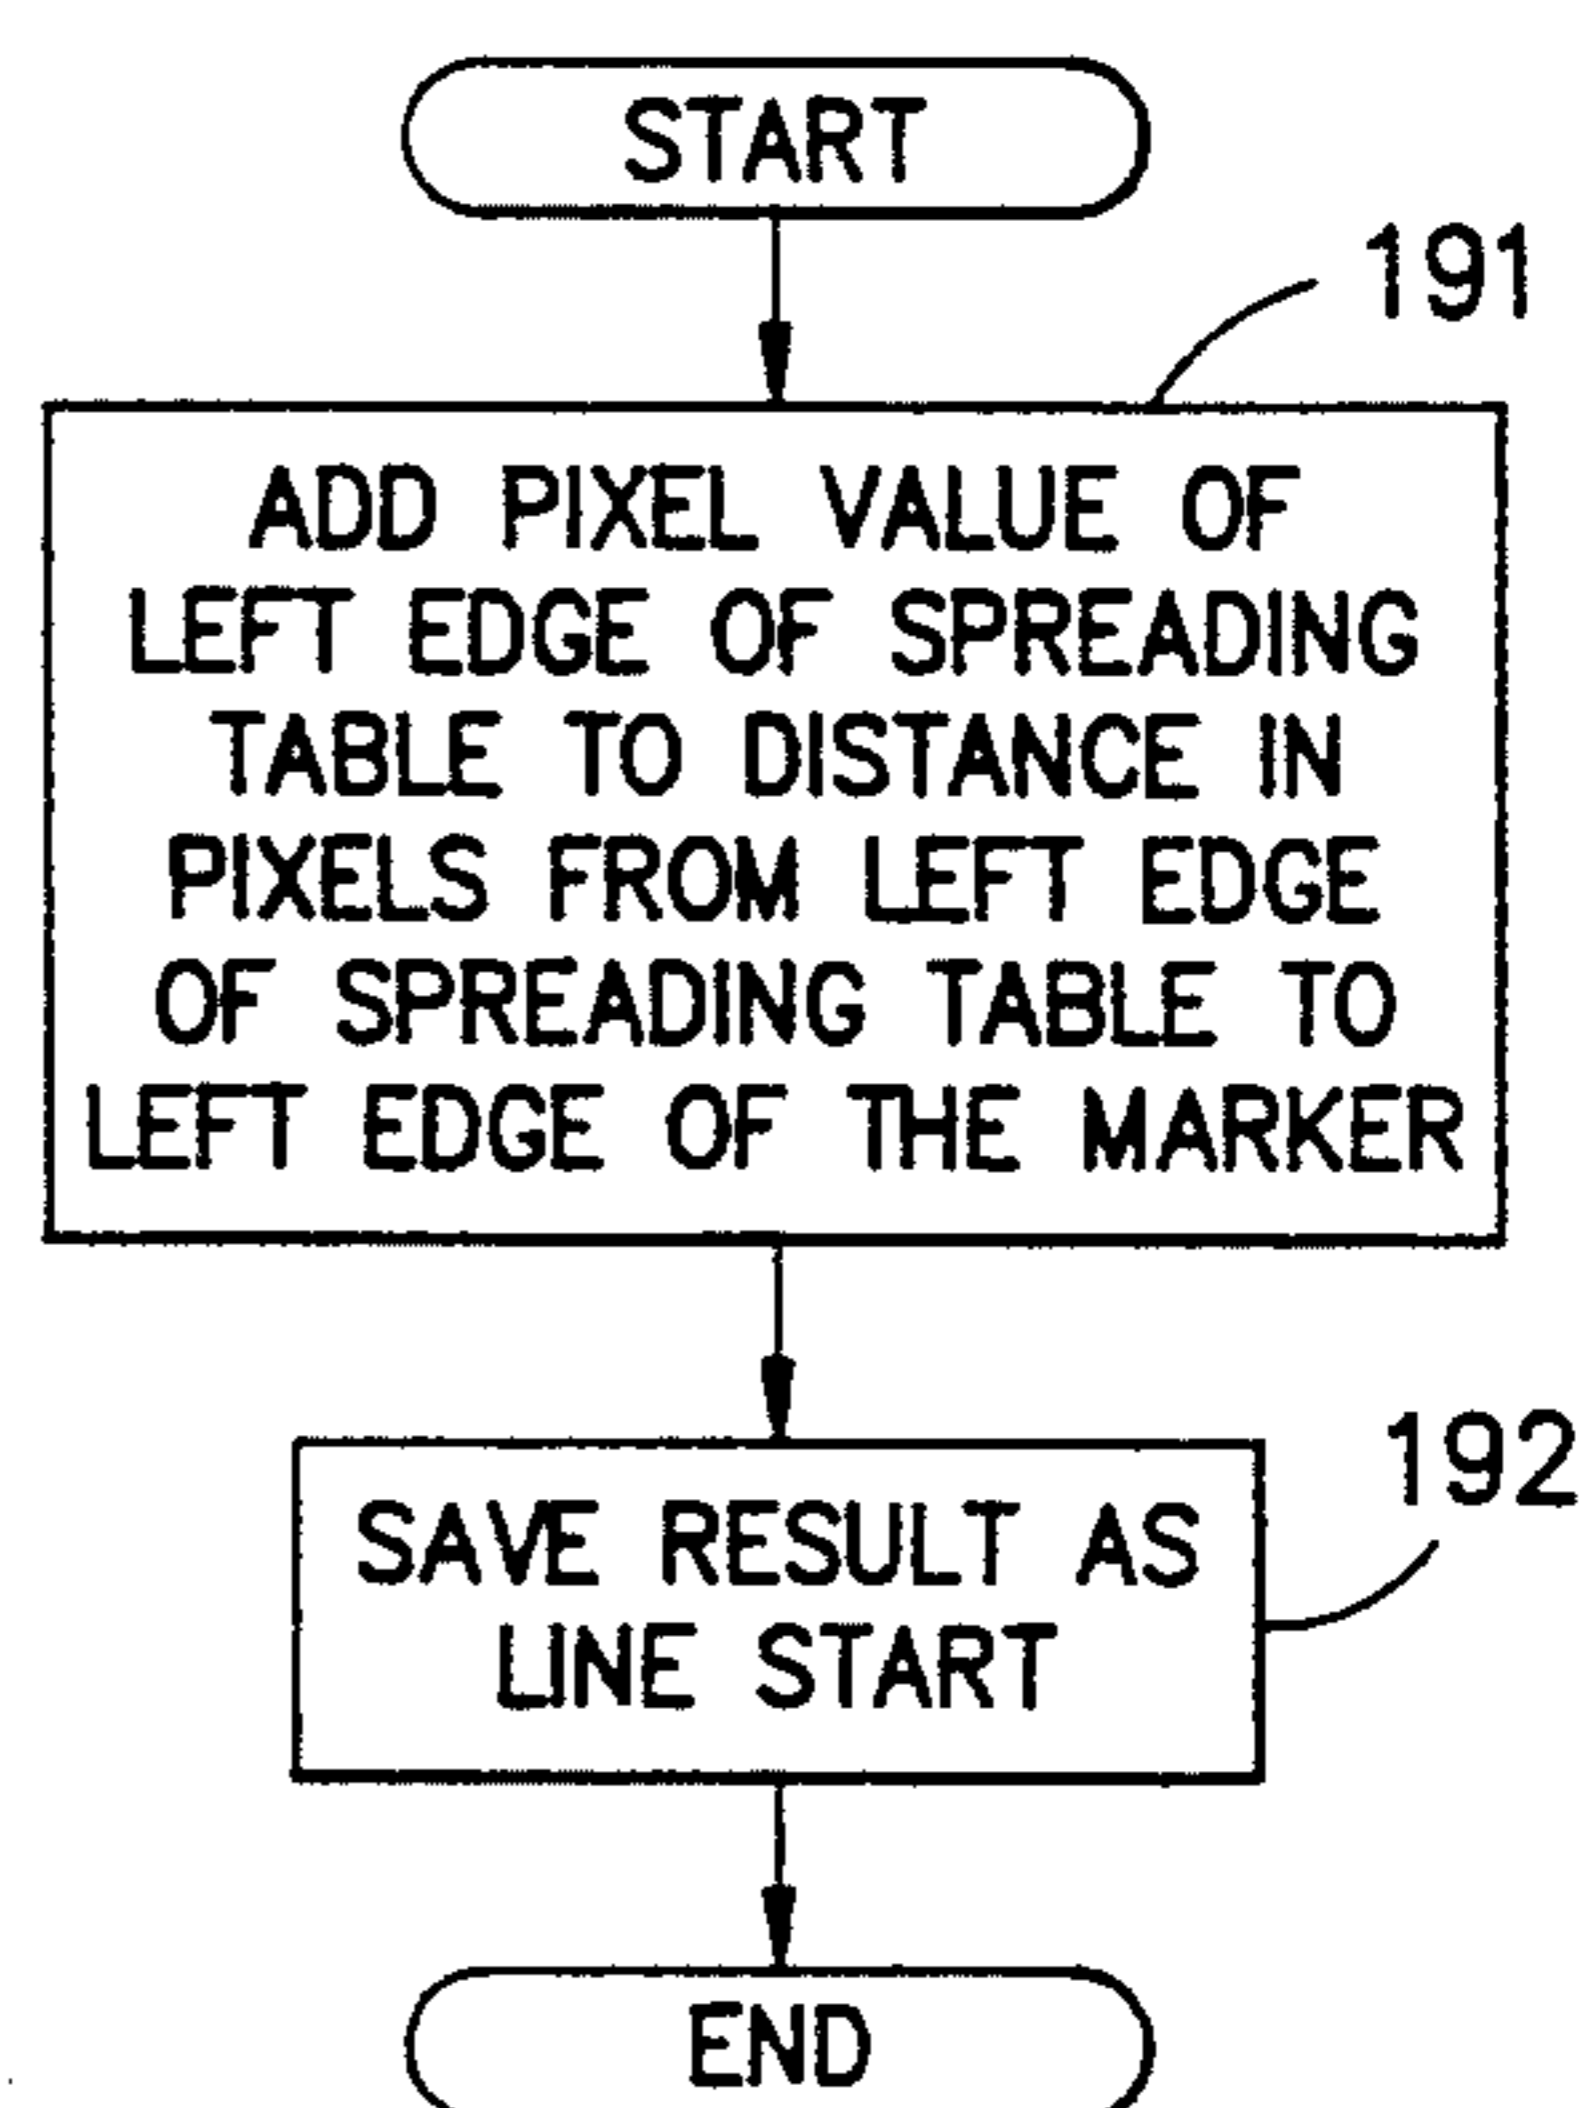 START
191
ADD PIXEL VALUE OF
LEFT EDGE OF SPREADING
TABLE TO DISTANCE IN
PIXELS FROM LEFT EDGE
OF SPREADING TABLE TO
LEFT EDGE OF THE MARKER
192
SAVE RESULT AS
LINE START
END